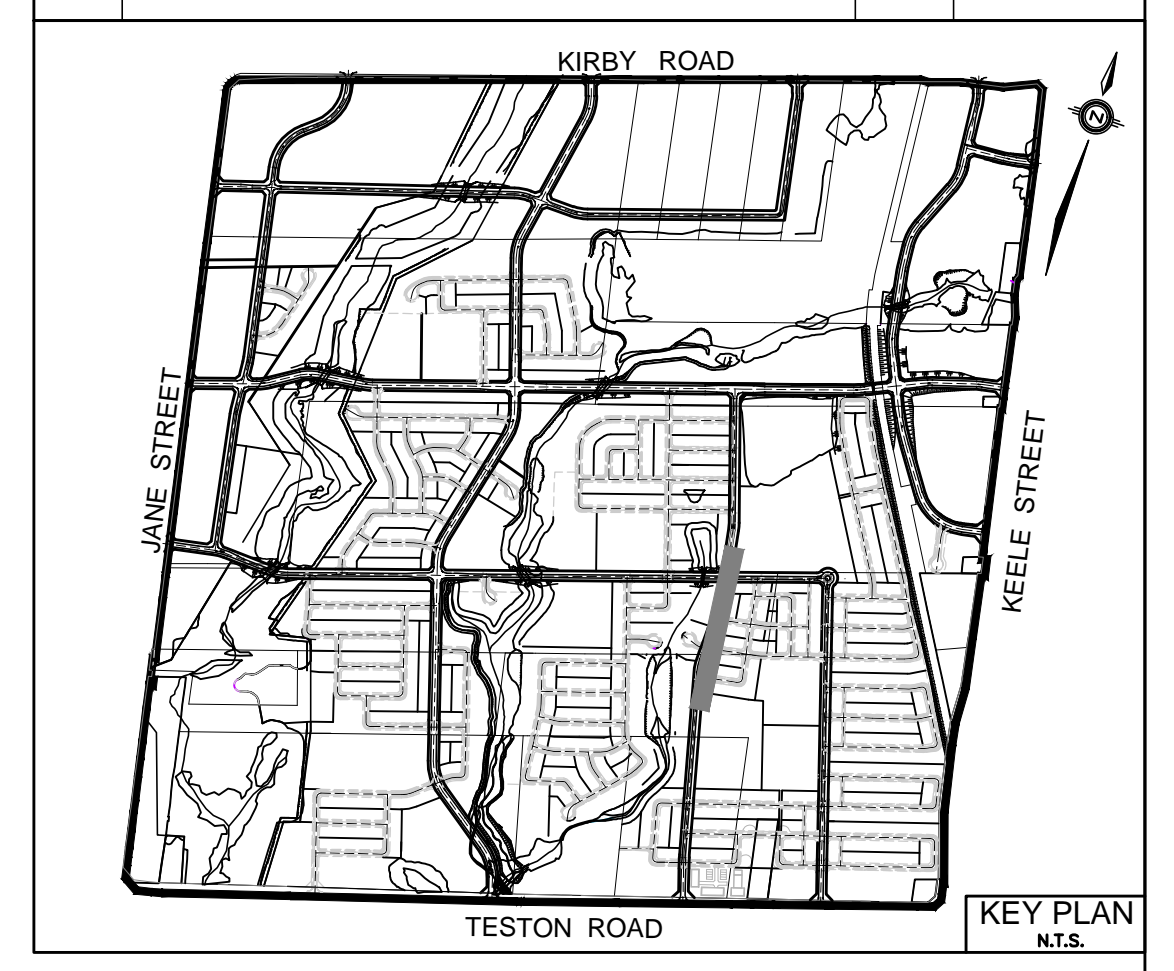 KIRBY ROAD
N
JANE STREET
KEELE STREET
TESTON ROAD
KEY PLAN
N.T.S.